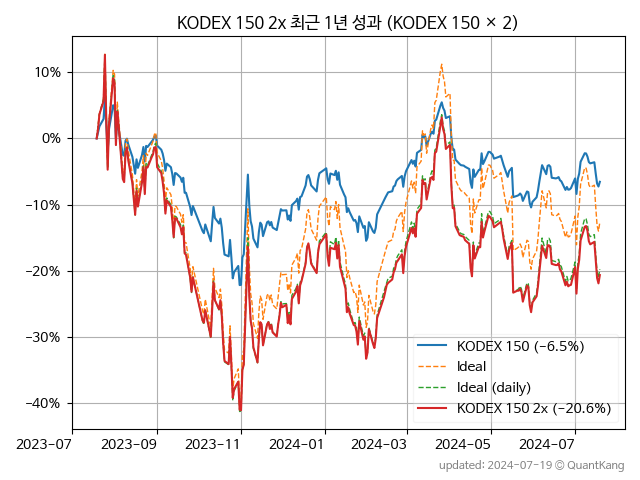 KODEX 150 2x 최근 1년 성과 (KODEX 150 × 2)
10%
0%
−10%
−20%
−30%
−40%
KODEX 150 (−6.5%)
Ideal
Ideal (daily)
KODEX 150 2x (−20.6%)
2023-07 2023-09 2023-11 2024-01 2024-03 2024-05 2024-07
updated: 2024-07-19 © QuantKang